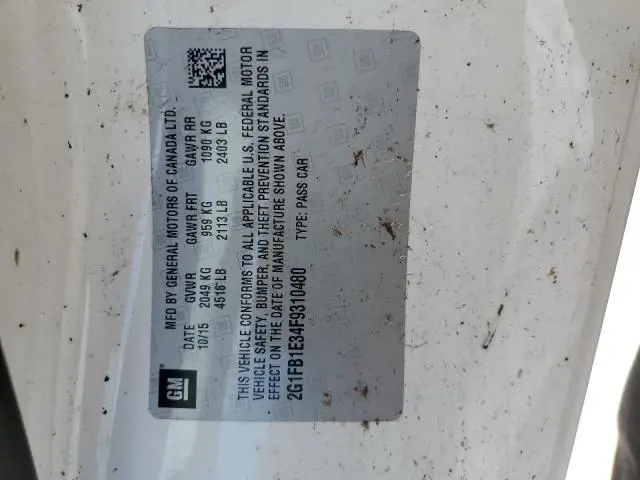 GM
MFD BY GENERAL MOTORS OF CANADA LTD.
DATE GVWR GAWR FRT GAWR RR
10/15 2049 KG 959 KG 1090 KG
4516 LB 2113 LB 2403 LB
THIS VEHICLE CONFORMS TO ALL APPLICABLE U.S. FEDERAL MOTOR
VEHICLE SAFETY, BUMPER, AND THEFT PREVENTION STANDARDS IN
EFFECT ON THE DATE OF MANUFACTURE SHOWN ABOVE.
2G1FB1E34F9310480 TYPE: PASS CAR